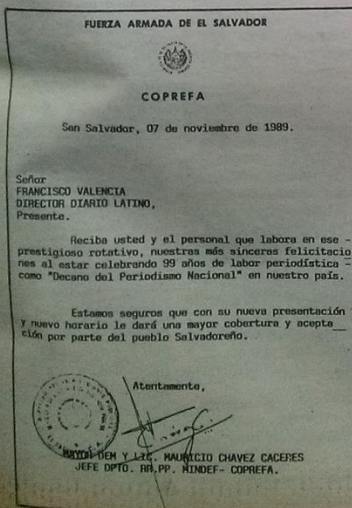 FUERZA ARMADA DE EL SALVADOR
COPREFA
San Salvador, 07 de noviembre de 1989.
Señor
FRANCISCO VALENCIA
DIRECTOR DIARIO LATINO,
Presente.
Reciba usted y el personal que labora en ese -
prestigioso rotativo, nuestras más sinceras felicitacio
nes al estar celebrando 99 años de labor periodística -
como "Decano del Periodismo Nacional" en nuestro país.
Estamos seguros que con su nueva presentación
y nuevo horario le dará una mayor cobertura y acepta_
ción por parte del pueblo Salvadoreño.
Atentamente,
MAYOR DEM Y LIC. MAURICIO CHAVEZ CACERES
JEFE DPTO. RR.PP. MINDEF- COPREFA.